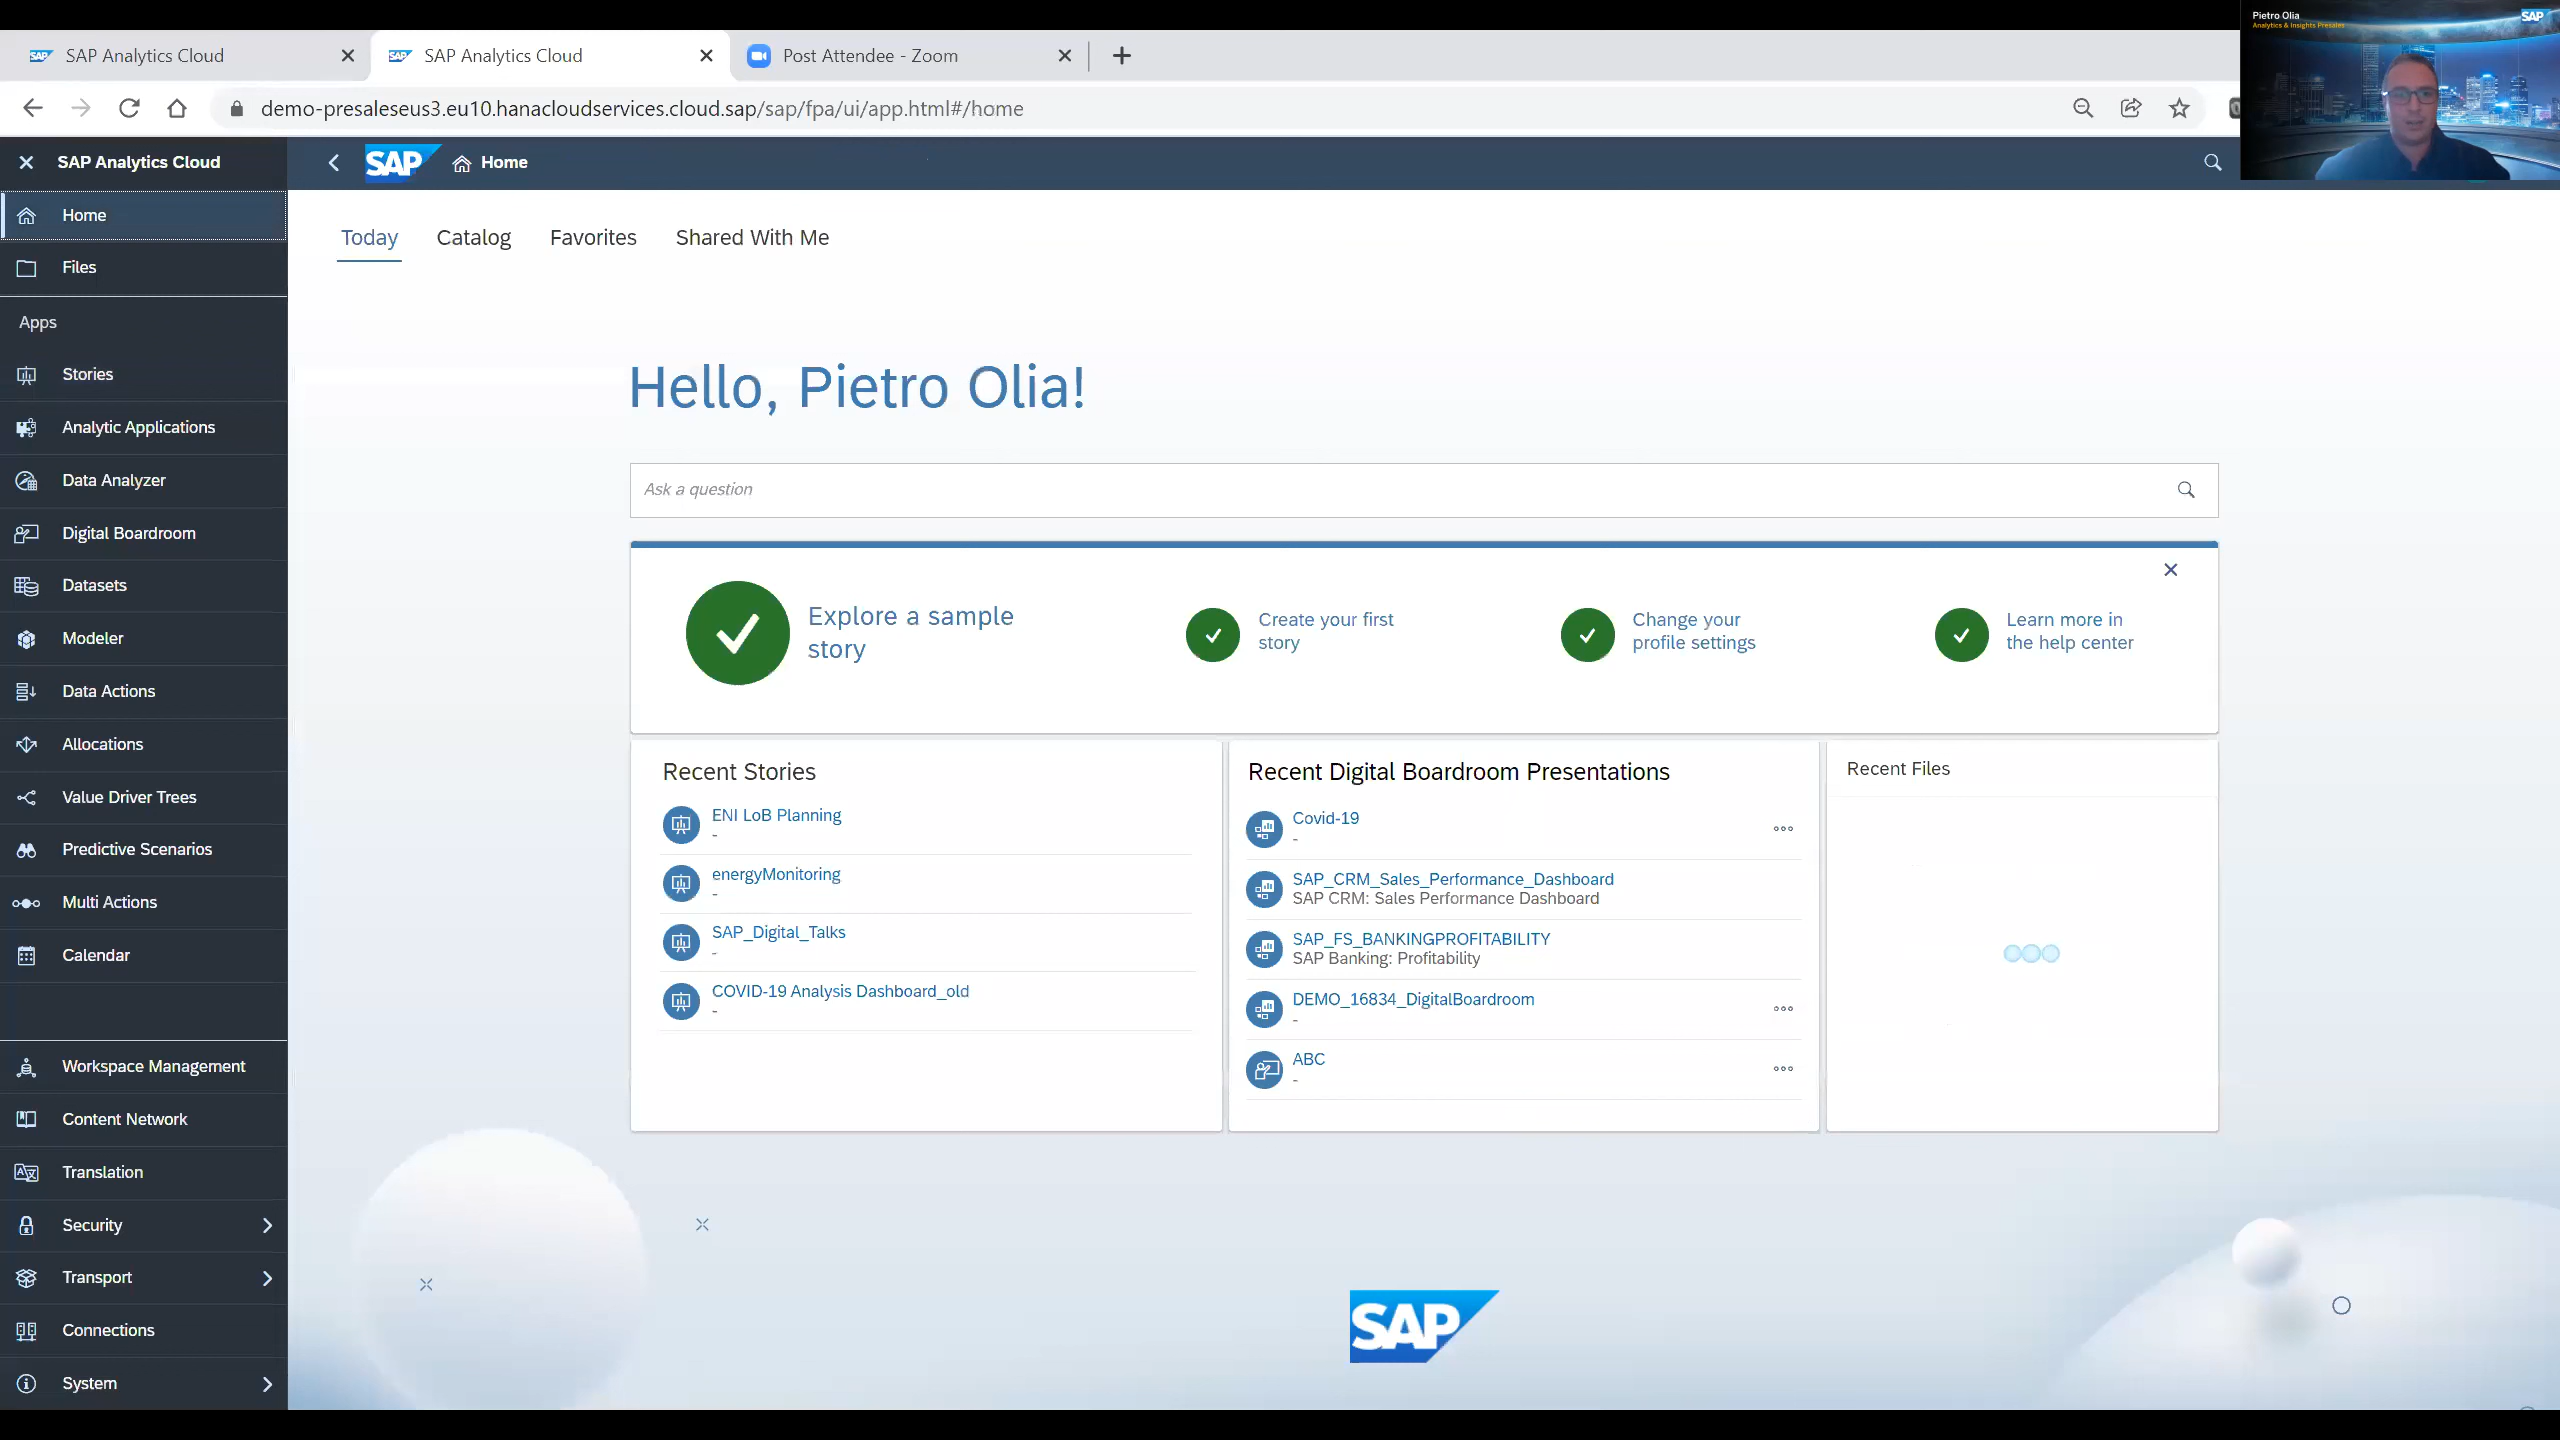 SAP Analytics Cloud
SAP Analytics Cloud
Post Attendee - Zoom
Pietro Olia
Analytics & Insights Presales
SAP
demo-presaleseus3.eu10.hanacloudservices.cloud.sap/sap/fpa/ui/app.html#/home
SAP Analytics Cloud
SAP
Home
Home
Files
Apps
Stories
Analytic Applications
Data Analyzer
Digital Boardroom
Datasets
Modeler
Data Actions
Allocations
Value Driver Trees
Predictive Scenarios
Multi Actions
Calendar
Workspace Management
Content Network
Translation
Security
Transport
Connections
System
Today
Catalog
Favorites
Shared With Me
Hello, Pietro Olia!
Ask a question
Explore a sample
story
Create your first
story
Change your
profile settings
Learn more in
the help center
Recent Stories
ENI LoB Planning
-
energyMonitoring
-
SAP_Digital_Talks
-
COVID-19 Analysis Dashboard_old
-
Recent Digital Boardroom Presentations
Covid-19
-
SAP_CRM_Sales_Performance_Dashboard
SAP CRM: Sales Performance Dashboard
SAP_FS_BANKINGPROFITABILITY
SAP Banking: Profitability
DEMO_16834_DigitalBoardroom
-
ABC
-
Recent Files
SAP